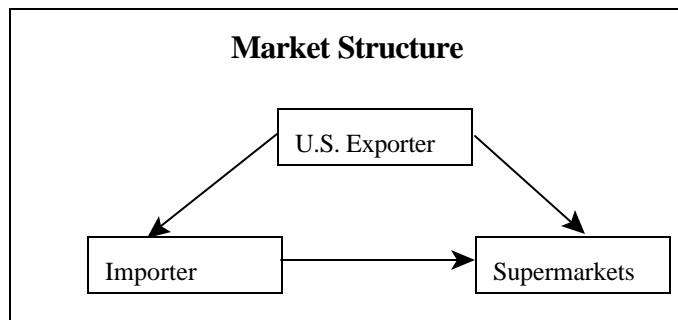 Market Structure
U.S. Exporter
Importer
Supermarkets